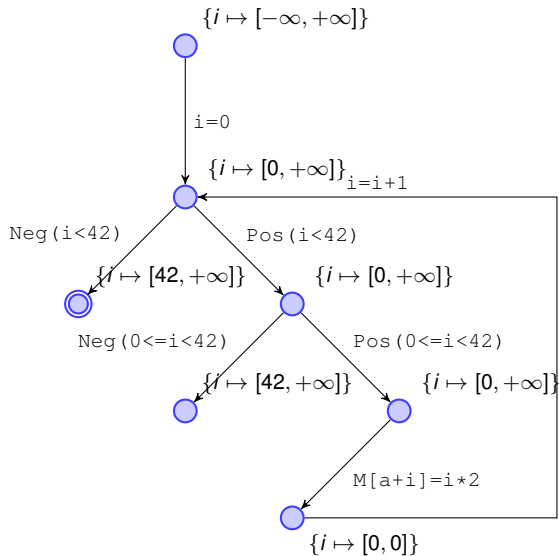 {i ↦ [−∞, +∞]}
i=0
{i ↦ [0, +∞]}
i=i+1
Neg(i<42)
Pos(i<42)
{i ↦ [42, +∞]}
{i ↦ [0, +∞]}
Neg(0<=i<42)
Pos(0<=i<42)
{i ↦ [42, +∞]}
{i ↦ [0, +∞]}
M[a+i]=i*2
{i ↦ [0, 0]}